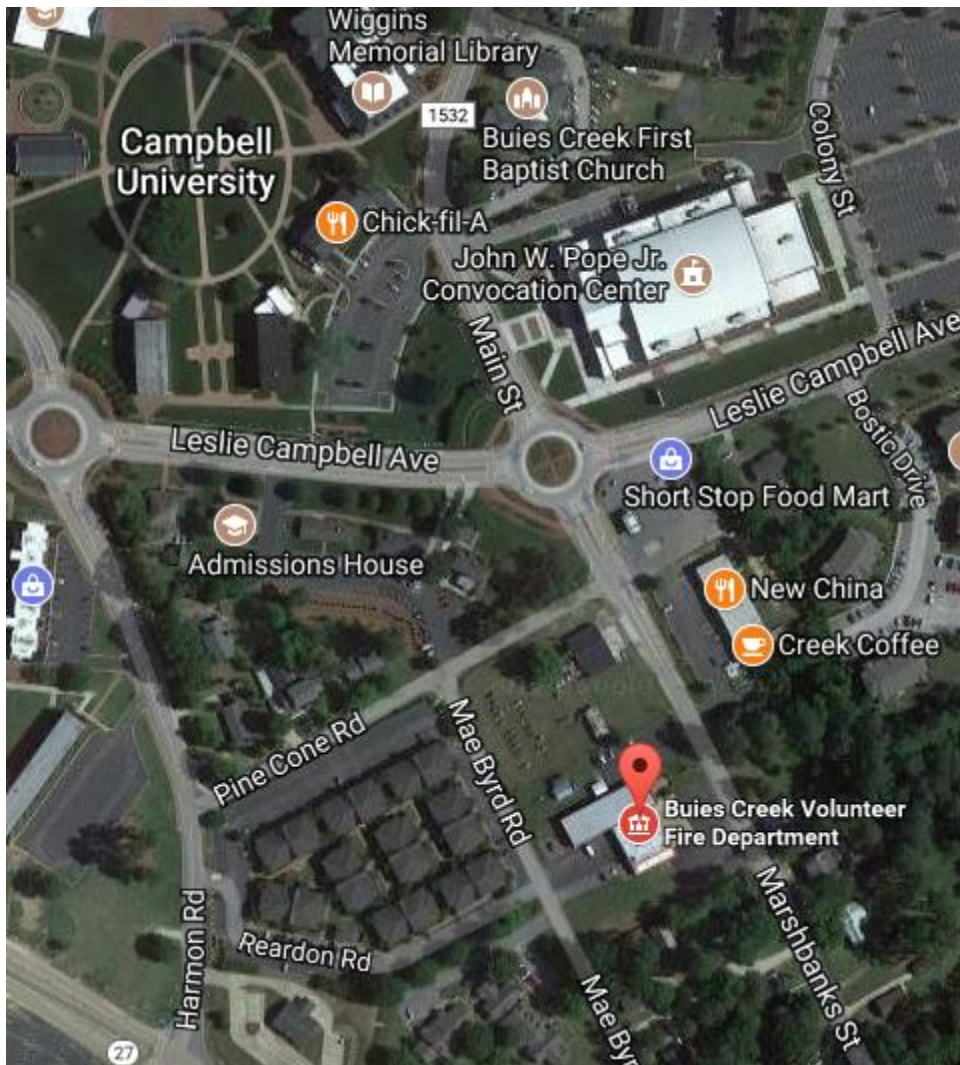 Wiggins
Memorial Library
1532
Campbell
University
Buies Creek First
Baptist Church
Colony St
Chick-fil-A
John W. Pope Jr.
Convocation Center
Main St
Leslie Campbell Ave
Leslie Campbell Ave
Bostic Drive
Short Stop Food Mart
Admissions House
New China
Creek Coffee
Pine Cone Rd
Mae Byrd Rd
Buies Creek Volunteer
Fire Department
Marshbanks St
Harmon Rd
Reardon Rd
Mae Byr
27